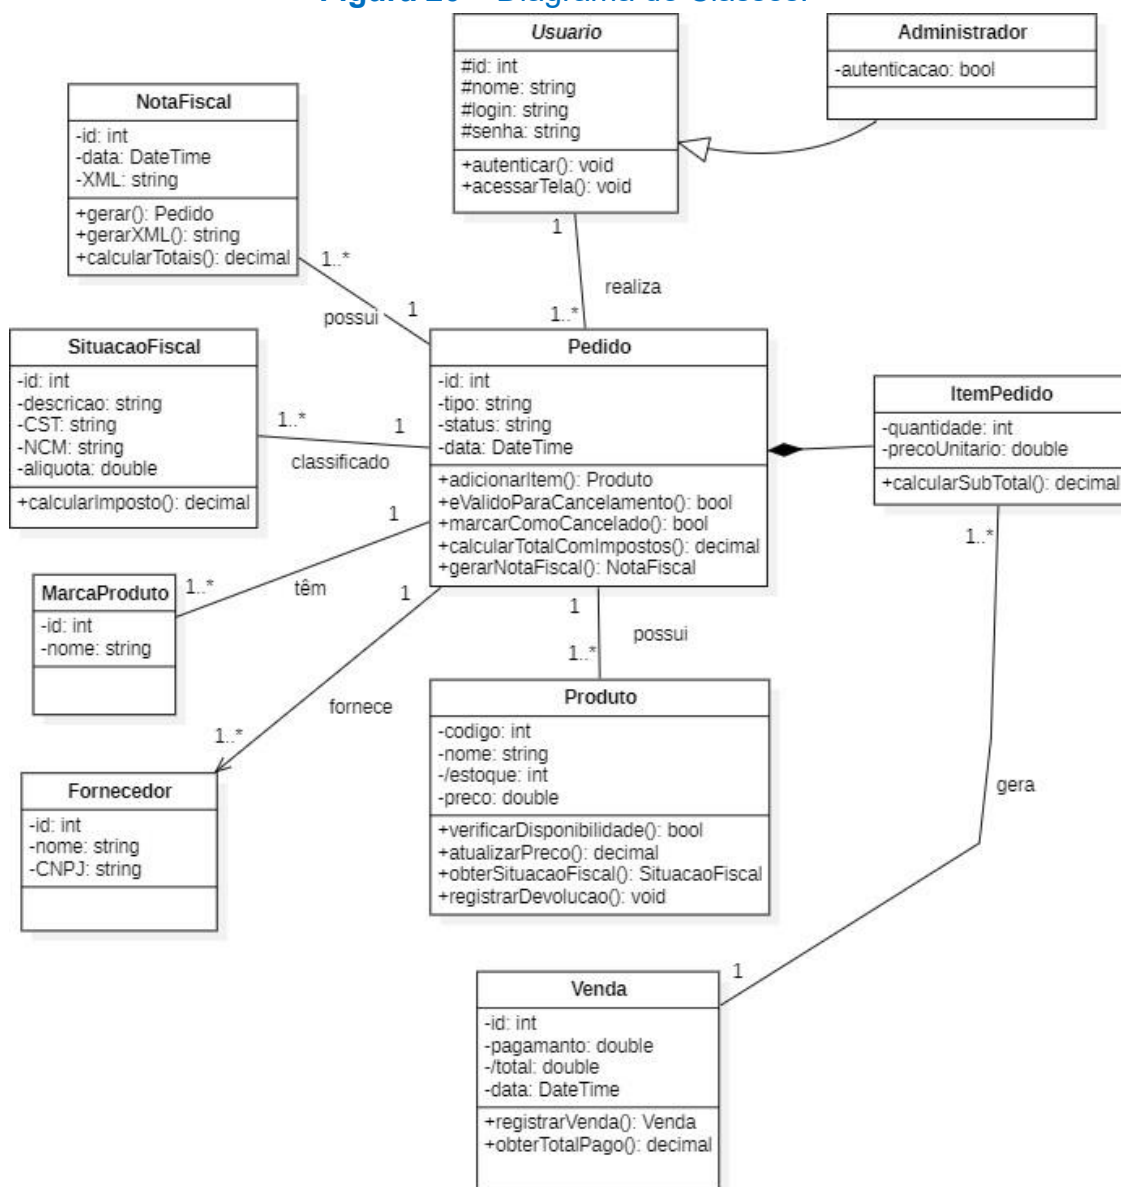 Figura 20 – Diagrama de Classes.
Usuario
#id: int
#nome: string
#login: string
#senha: string
+autenticar(): void
+acessarTela(): void
Administrador
-autenticacao: bool
NotaFiscal
-id: int
-data: DateTime
-XML: string
+gerar(): Pedido
+gerarXML(): string
+calcularTotais(): decimal
1..*
possui
1
1
realiza
1..*
SituacaoFiscal
-id: int
-descricao: string
-CST: string
-NCM: string
-aliquota: double
+calcularImposto(): decimal
1..*
1
classificado
Pedido
-id: int
-tipo: string
-status: string
-data: DateTime
+adicionarItem(): Produto
+eValidoParaCancelamento(): bool
+marcarComoCancelado(): bool
+calcularTotalComImpostos(): decimal
+gerarNotaFiscal(): NotaFiscal
ItemPedido
-quantidade: int
-precoUnitario: double
+calcularSubTotal(): decimal
1..*
MarcaProduto
-id: int
-nome: string
1..*
têm
1
1
fornece
1..*
1
possui
1..*
Fornecedor
-id: int
-nome: string
-CNPJ: string
Produto
-codigo: int
-nome: string
-/estoque: int
-preco: double
+verificarDisponibilidade(): bool
+atualizarPreco(): decimal
+obterSituacaoFiscal(): SituacaoFiscal
+registrarDevolucao(): void
gera
1
Venda
-id: int
-pagamanto: double
-/total: double
-data: DateTime
+registrarVenda(): Venda
+obterTotalPago(): decimal